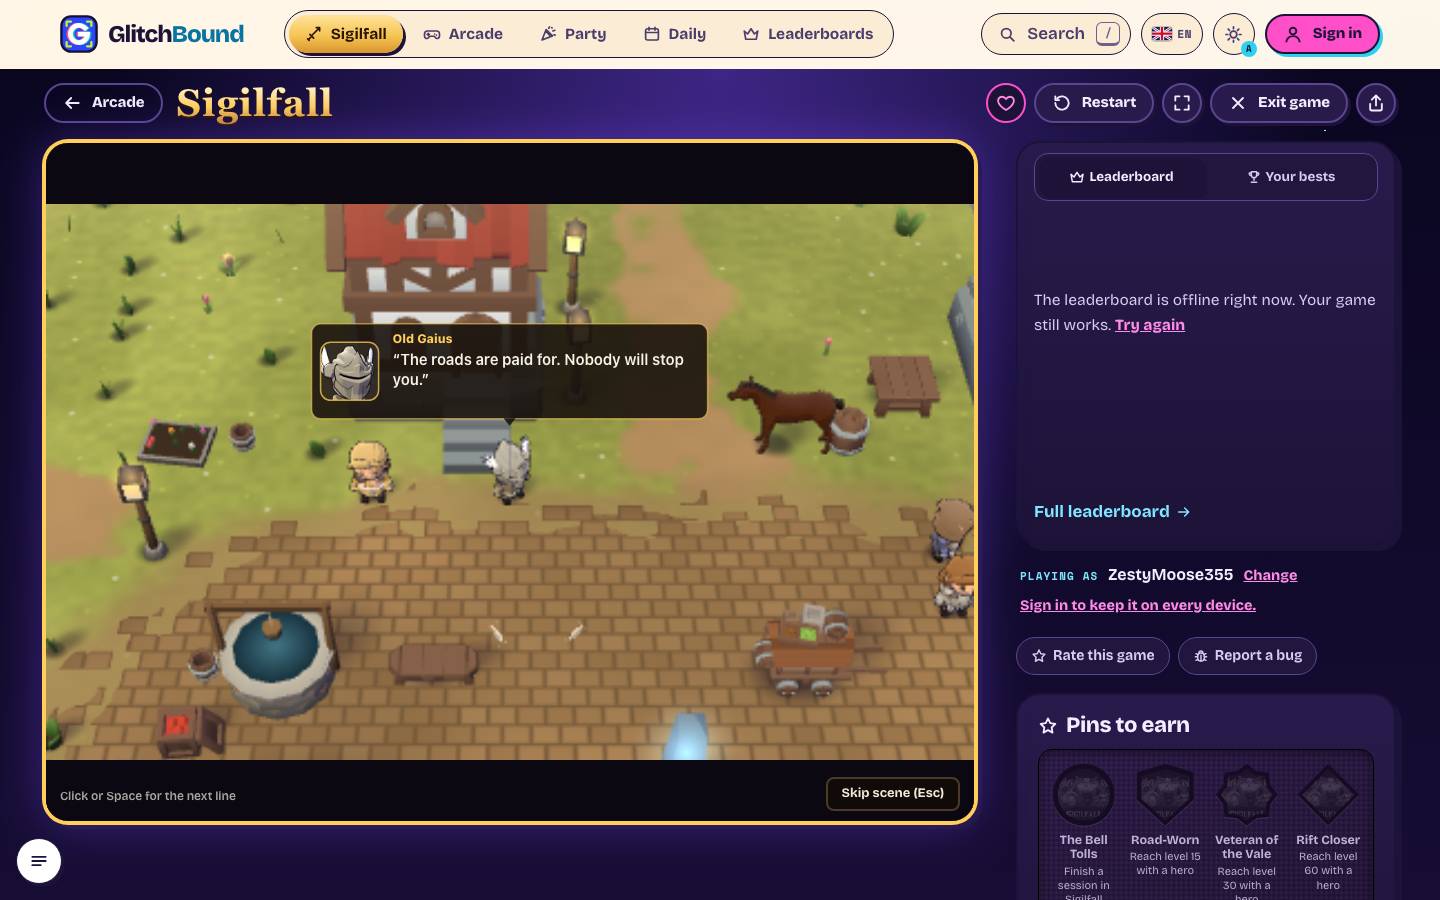 GlitchBound
Sigilfall
Arcade
Party
Daily
Leaderboards
Search /
EN
A
Sign in
Arcade
Sigilfall
Restart
Exit game
Leaderboard
Your bests
The leaderboard is offline right now. Your game
still works. Try again
Full leaderboard →
Old Gaius
“The roads are paid for. Nobody will stop
you.”
Click or Space for the next line
Skip scene (Esc)
PLAYING AS ZestyMoose355 Change
Sign in to keep it on every device.
Rate this game
Report a bug
Pins to earn
The Bell
Tolls
Finish a
session in
Sigilfall
Road-Worn
Reach level 15
with a hero
Veteran of
the Vale
Reach level
30 with a
hero
Rift Closer
Reach level
60 with a
hero